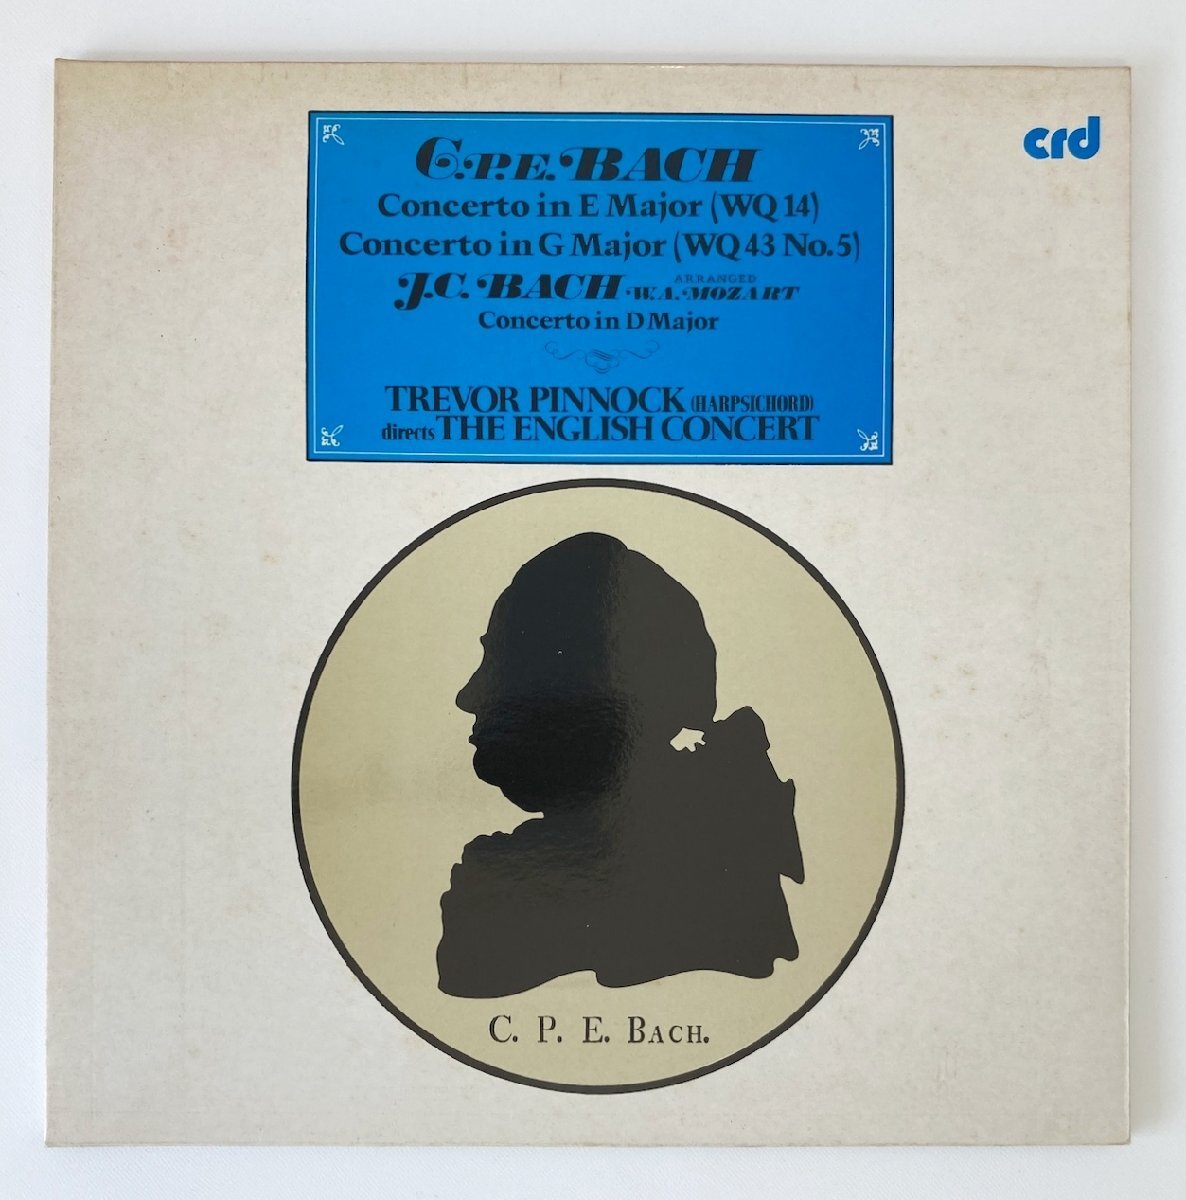 crd
C.P.E. BACH
Concerto in E Major (WQ 14)
Concerto in G Major (WQ 43 No.5)
J.C. BACH ARRANGED W.A. MOZART
Concerto in D Major
TREVOR PINNOCK (HARPSICHORD)
directs THE ENGLISH CONCERT
C. P. E. BACH.